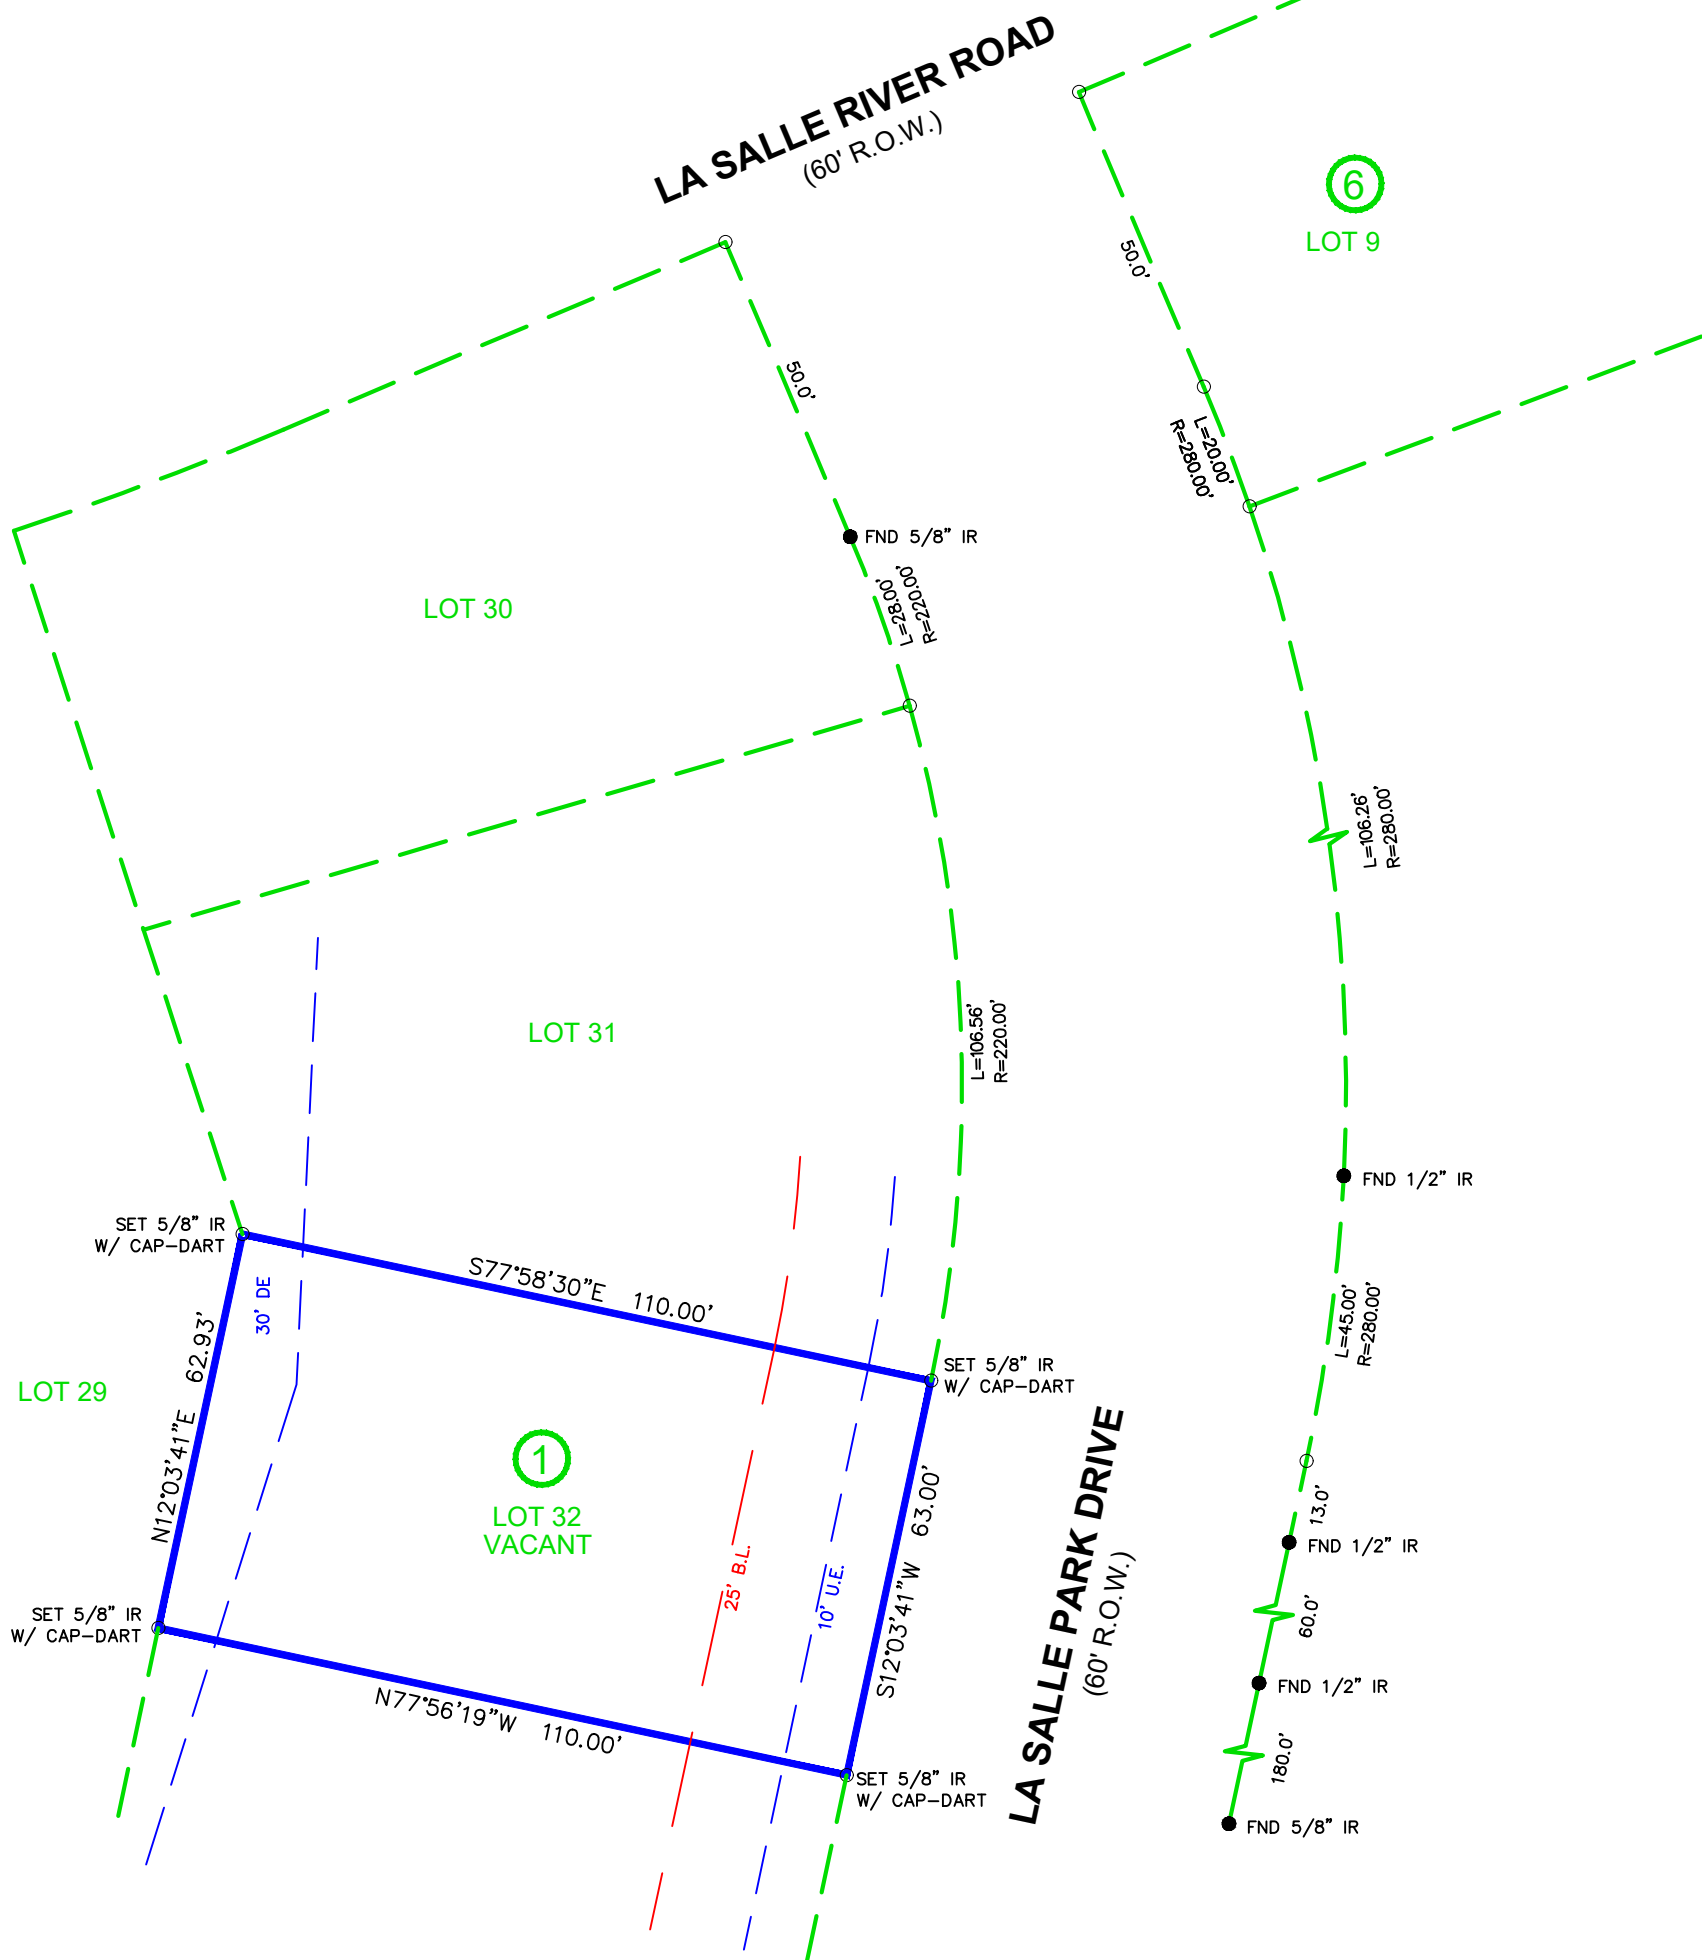 LA SALLE RIVER ROAD
(60' R.O.W.)
6
LOT 9
50.0'
50.0'
L=20.00'
R=280.00'
FND 5/8" IR
L=28.00'
R=220.00'
LOT 30
L=106.26'
R=280.00'
LOT 31
L=106.56'
R=220.00'
FND 1/2" IR
SET 5/8" IR
W/ CAP-DART
S77°58'30"E 110.00'
30' DE
N12°03'41"E 62.93'
L=45.00'
R=280.00'
SET 5/8" IR
W/ CAP-DART
LOT 29
1
LOT 32
VACANT
25' B.L.
10' U.E.
S12°03'41"W 63.00'
LA SALLE PARK DRIVE
(60' R.O.W.)
13.0'
FND 1/2" IR
60.0'
SET 5/8" IR
W/ CAP-DART
N77°56'19"W 110.00'
FND 1/2" IR
180.0'
SET 5/8" IR
W/ CAP-DART
FND 5/8" IR